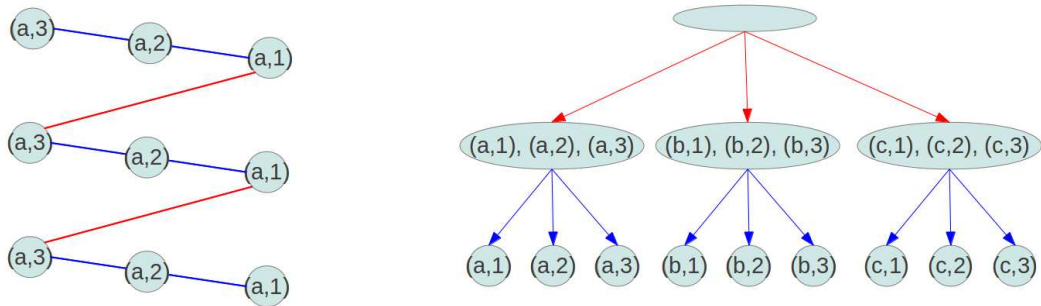 (a,3)
(a,2)
(a,1)
(a,3)
(a,2)
(a,1)
(a,3)
(a,2)
(a,1)
(a,1), (a,2), (a,3)
(b,1), (b,2), (b,3)
(c,1), (c,2), (c,3)
(a,1)
(a,2)
(a,3)
(b,1)
(b,2)
(b,3)
(c,1)
(c,2)
(c,3)